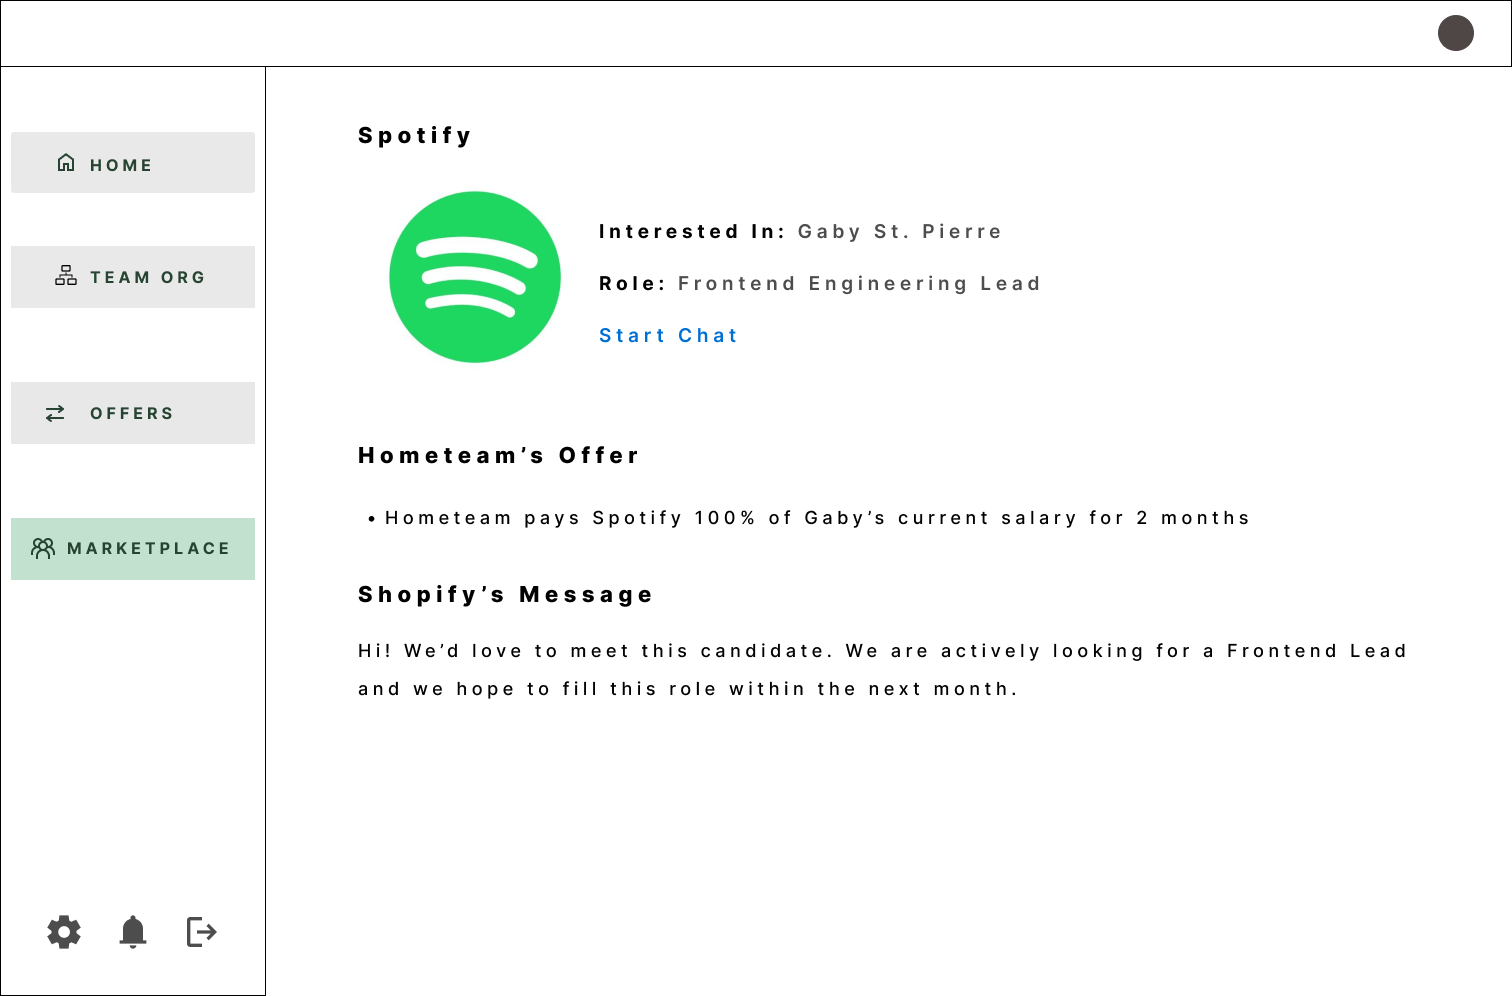 HOME
TEAM ORG
OFFERS
MARKETPLACE
Spotify
Interested In: Gaby St. Pierre
Role: Frontend Engineering Lead
Start Chat
Hometeam’s Offer
• Hometeam pays Spotify 100% of Gaby’s current salary for 2 months
Shopify’s Message
Hi! We’d love to meet this candidate. We are actively looking for a Frontend Lead
and we hope to fill this role within the next month.